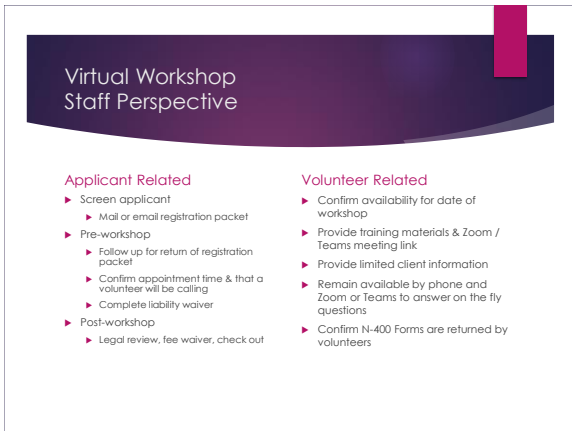 Virtual Workshop
Staff Perspective
Applicant Related
Screen applicant
Mail or email registration packet
Pre-workshop
Follow up for return of registration
packet
Confirm appointment time & that a
volunteer will be calling
Complete liability waiver
Post-workshop
Legal review, fee waiver, check out
Volunteer Related
Confirm availability for date of
workshop
Provide training materials & Zoom /
Teams meeting link
Provide limited client information
Remain available by phone and
Zoom or Teams to answer on the fly
questions
Confirm N-400 Forms are returned by
volunteers